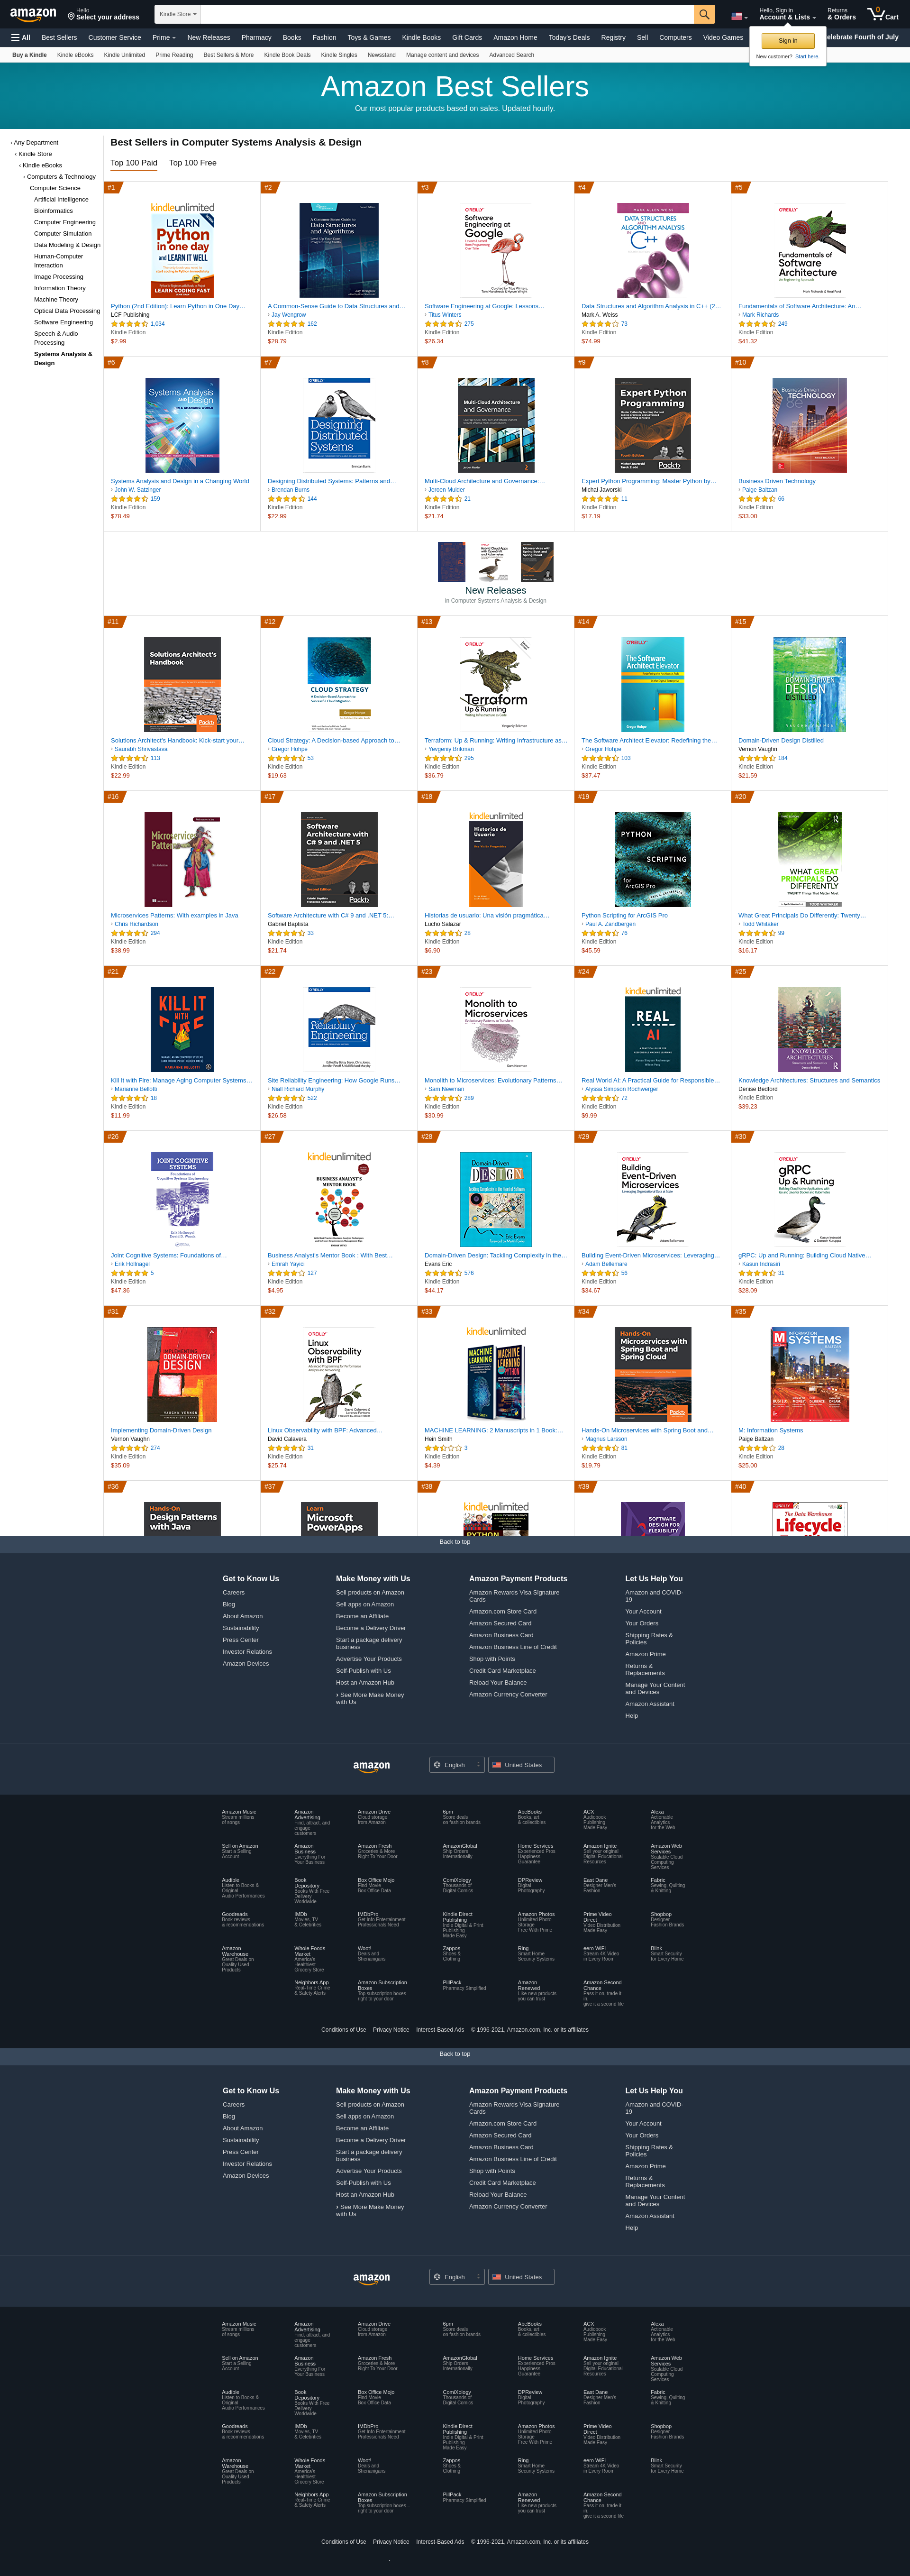 amazon
Hello
Select your address
Kindle Store
Hello, Sign in
Account & Lists
Returns
& Orders
0
Cart
All
Best Sellers
Customer Service
Prime
New Releases
Pharmacy
Books
Fashion
Toys & Games
Kindle Books
Gift Cards
Amazon Home
Today's Deals
Registry
Sell
Computers
Video Games
elebrate Fourth of July
Sign in
New customer? Start here.
Buy a Kindle
Kindle eBooks
Kindle Unlimited
Prime Reading
Best Sellers & More
Kindle Book Deals
Kindle Singles
Newsstand
Manage content and devices
Advanced Search
Amazon Best Sellers
Our most popular products based on sales. Updated hourly.
‹ Any Department
‹ Kindle Store
‹ Kindle eBooks
‹ Computers & Technology
Computer Science
Artificial Intelligence
Bioinformatics
Computer Engineering
Computer Simulation
Data Modeling & Design
Human-Computer
Interaction
Image Processing
Information Theory
Machine Theory
Optical Data Processing
Software Engineering
Speech & Audio
Processing
Systems Analysis &
Design
Best Sellers in Computer Systems Analysis & Design
Top 100 Paid
Top 100 Free
#1
Python (2nd Edition): Learn Python in One Day…
LCF Publishing
1,034
Kindle Edition
$2.99
#2
A Common-Sense Guide to Data Structures and…
› Jay Wengrow
162
Kindle Edition
$28.79
#3
Software Engineering at Google: Lessons…
› Titus Winters
275
Kindle Edition
$26.34
#4
Data Structures and Algorithm Analysis in C++ (2…
Mark A. Weiss
73
Kindle Edition
$74.99
#5
Fundamentals of Software Architecture: An…
› Mark Richards
249
Kindle Edition
$41.32
#6
Systems Analysis and Design in a Changing World
› John W. Satzinger
159
Kindle Edition
$78.49
#7
Designing Distributed Systems: Patterns and…
› Brendan Burns
144
Kindle Edition
$22.99
#8
Multi-Cloud Architecture and Governance:…
› Jeroen Mulder
21
Kindle Edition
$21.74
#9
Expert Python Programming: Master Python by…
Michał Jaworski
11
Kindle Edition
$17.19
#10
Business Driven Technology
› Paige Baltzan
66
Kindle Edition
$33.00
New Releases
in Computer Systems Analysis & Design
#11
Solutions Architect's Handbook: Kick-start your…
› Saurabh Shrivastava
113
Kindle Edition
$22.99
#12
Cloud Strategy: A Decision-based Approach to…
› Gregor Hohpe
53
Kindle Edition
$19.63
#13
Terraform: Up & Running: Writing Infrastructure as…
› Yevgeniy Brikman
295
Kindle Edition
$36.79
#14
The Software Architect Elevator: Redefining the…
› Gregor Hohpe
103
Kindle Edition
$37.47
#15
Domain-Driven Design Distilled
Vernon Vaughn
184
Kindle Edition
$21.59
#16
Microservices Patterns: With examples in Java
› Chris Richardson
294
Kindle Edition
$38.99
#17
Software Architecture with C# 9 and .NET 5:…
Gabriel Baptista
33
Kindle Edition
$21.74
#18
Historias de usuario: Una visión pragmática…
Lucho Salazar
28
Kindle Edition
$6.90
#19
Python Scripting for ArcGIS Pro
› Paul A. Zandbergen
76
Kindle Edition
$45.59
#20
What Great Principals Do Differently: Twenty…
› Todd Whitaker
99
Kindle Edition
$16.17
#21
Kill It with Fire: Manage Aging Computer Systems…
› Marianne Bellotti
18
Kindle Edition
$11.99
#22
Site Reliability Engineering: How Google Runs…
› Niall Richard Murphy
522
Kindle Edition
$26.58
#23
Monolith to Microservices: Evolutionary Patterns…
› Sam Newman
289
Kindle Edition
$30.99
#24
Real World AI: A Practical Guide for Responsible…
› Alyssa Simpson Rochwerger
72
Kindle Edition
$9.99
#25
Knowledge Architectures: Structures and Semantics
Denise Bedford
Kindle Edition
$39.23
#26
Joint Cognitive Systems: Foundations of…
› Erik Hollnagel
5
Kindle Edition
$47.36
#27
Business Analyst's Mentor Book : With Best…
› Emrah Yayici
127
Kindle Edition
$4.95
#28
Domain-Driven Design: Tackling Complexity in the…
Evans Eric
576
Kindle Edition
$44.17
#29
Building Event-Driven Microservices: Leveraging…
› Adam Bellemare
56
Kindle Edition
$34.67
#30
gRPC: Up and Running: Building Cloud Native…
› Kasun Indrasiri
31
Kindle Edition
$28.09
#31
Implementing Domain-Driven Design
Vernon Vaughn
274
Kindle Edition
$35.09
#32
Linux Observability with BPF: Advanced…
David Calavera
31
Kindle Edition
$25.74
#33
MACHINE LEARNING: 2 Manuscripts in 1 Book:…
Hein Smith
3
Kindle Edition
$4.39
#34
Hands-On Microservices with Spring Boot and…
› Magnus Larsson
81
Kindle Edition
$19.79
#35
M: Information Systems
Paige Baltzan
28
Kindle Edition
$25.00
#36
Hands-On
Design Patterns
with Java
#37
Learn
Microsoft
PowerApps
#38
kindleunlimited
#39
SOFTWARE
DESIGN FOR
FLEXIBILITY
#40
The Data Warehouse
Lifecycle
Back to top
Get to Know Us
Careers
Blog
About Amazon
Sustainability
Press Center
Investor Relations
Amazon Devices
Make Money with Us
Sell products on Amazon
Sell apps on Amazon
Become an Affiliate
Become a Delivery Driver
Start a package delivery
business
Advertise Your Products
Self-Publish with Us
Host an Amazon Hub
› See More Make Money
with Us
Amazon Payment Products
Amazon Rewards Visa Signature
Cards
Amazon.com Store Card
Amazon Secured Card
Amazon Business Card
Amazon Business Line of Credit
Shop with Points
Credit Card Marketplace
Reload Your Balance
Amazon Currency Converter
Let Us Help You
Amazon and COVID-
19
Your Account
Your Orders
Shipping Rates &
Policies
Amazon Prime
Returns &
Replacements
Manage Your Content
and Devices
Amazon Assistant
Help
amazon
English
United States
Amazon Music
Stream millions
of songs
Amazon
Advertising
Find, attract, and
engage
customers
Amazon Drive
Cloud storage
from Amazon
6pm
Score deals
on fashion brands
AbeBooks
Books, art
& collectibles
ACX
Audiobook
Publishing
Made Easy
Alexa
Actionable
Analytics
for the Web
Sell on Amazon
Start a Selling
Account
Amazon
Business
Everything For
Your Business
Amazon Fresh
Groceries & More
Right To Your Door
AmazonGlobal
Ship Orders
Internationally
Home Services
Experienced Pros
Happiness
Guarantee
Amazon Ignite
Sell your original
Digital Educational
Resources
Amazon Web
Services
Scalable Cloud
Computing
Services
Audible
Listen to Books &
Original
Audio Performances
Book
Depository
Books With Free
Delivery
Worldwide
Box Office Mojo
Find Movie
Box Office Data
ComiXology
Thousands of
Digital Comics
DPReview
Digital
Photography
East Dane
Designer Men's
Fashion
Fabric
Sewing, Quilting
& Knitting
Goodreads
Book reviews
& recommendations
IMDb
Movies, TV
& Celebrities
IMDbPro
Get Info Entertainment
Professionals Need
Kindle Direct
Publishing
Indie Digital & Print
Publishing
Made Easy
Amazon Photos
Unlimited Photo
Storage
Free With Prime
Prime Video
Direct
Video Distribution
Made Easy
Shopbop
Designer
Fashion Brands
Amazon
Warehouse
Great Deals on
Quality Used
Products
Whole Foods
Market
America's
Healthiest
Grocery Store
Woot!
Deals and
Shenanigans
Zappos
Shoes &
Clothing
Ring
Smart Home
Security Systems
eero WiFi
Stream 4K Video
in Every Room
Blink
Smart Security
for Every Home
Neighbors App
Real-Time Crime
& Safety Alerts
Amazon Subscription
Boxes
Top subscription boxes –
right to your door
PillPack
Pharmacy Simplified
Amazon
Renewed
Like-new products
you can trust
Amazon Second
Chance
Pass it on, trade it
in,
give it a second life
Conditions of Use
Privacy Notice
Interest-Based Ads
© 1996-2021, Amazon.com, Inc. or its affiliates
Back to top
Get to Know Us
Careers
Blog
About Amazon
Sustainability
Press Center
Investor Relations
Amazon Devices
Make Money with Us
Sell products on Amazon
Sell apps on Amazon
Become an Affiliate
Become a Delivery Driver
Start a package delivery
business
Advertise Your Products
Self-Publish with Us
Host an Amazon Hub
› See More Make Money
with Us
Amazon Payment Products
Amazon Rewards Visa Signature
Cards
Amazon.com Store Card
Amazon Secured Card
Amazon Business Card
Amazon Business Line of Credit
Shop with Points
Credit Card Marketplace
Reload Your Balance
Amazon Currency Converter
Let Us Help You
Amazon and COVID-
19
Your Account
Your Orders
Shipping Rates &
Policies
Amazon Prime
Returns &
Replacements
Manage Your Content
and Devices
Amazon Assistant
Help
amazon
English
United States
Amazon Music
Stream millions
of songs
Amazon
Advertising
Find, attract, and
engage
customers
Amazon Drive
Cloud storage
from Amazon
6pm
Score deals
on fashion brands
AbeBooks
Books, art
& collectibles
ACX
Audiobook
Publishing
Made Easy
Alexa
Actionable
Analytics
for the Web
Sell on Amazon
Start a Selling
Account
Amazon
Business
Everything For
Your Business
Amazon Fresh
Groceries & More
Right To Your Door
AmazonGlobal
Ship Orders
Internationally
Home Services
Experienced Pros
Happiness
Guarantee
Amazon Ignite
Sell your original
Digital Educational
Resources
Amazon Web
Services
Scalable Cloud
Computing
Services
Audible
Listen to Books &
Original
Audio Performances
Book
Depository
Books With Free
Delivery
Worldwide
Box Office Mojo
Find Movie
Box Office Data
ComiXology
Thousands of
Digital Comics
DPReview
Digital
Photography
East Dane
Designer Men's
Fashion
Fabric
Sewing, Quilting
& Knitting
Goodreads
Book reviews
& recommendations
IMDb
Movies, TV
& Celebrities
IMDbPro
Get Info Entertainment
Professionals Need
Kindle Direct
Publishing
Indie Digital & Print
Publishing
Made Easy
Amazon Photos
Unlimited Photo
Storage
Free With Prime
Prime Video
Direct
Video Distribution
Made Easy
Shopbop
Designer
Fashion Brands
Amazon
Warehouse
Great Deals on
Quality Used
Products
Whole Foods
Market
America's
Healthiest
Grocery Store
Woot!
Deals and
Shenanigans
Zappos
Shoes &
Clothing
Ring
Smart Home
Security Systems
eero WiFi
Stream 4K Video
in Every Room
Blink
Smart Security
for Every Home
Neighbors App
Real-Time Crime
& Safety Alerts
Amazon Subscription
Boxes
Top subscription boxes –
right to your door
PillPack
Pharmacy Simplified
Amazon
Renewed
Like-new products
you can trust
Amazon Second
Chance
Pass it on, trade it
in,
give it a second life
Conditions of Use
Privacy Notice
Interest-Based Ads
© 1996-2021, Amazon.com, Inc. or its affiliates